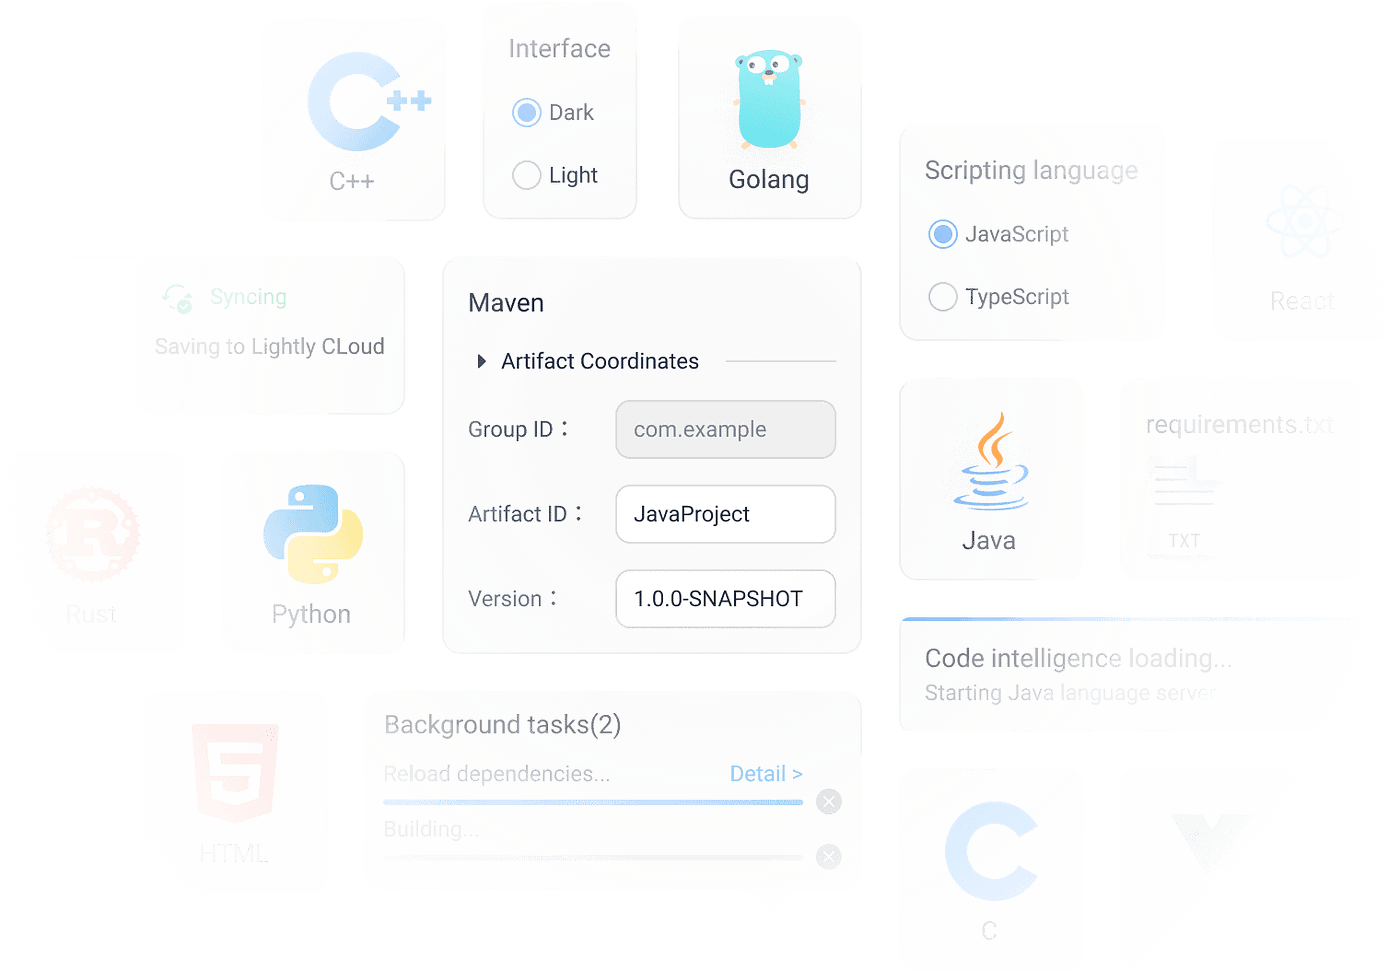 C++
Interface
Dark
Light
Golang
Scripting language
JavaScript
TypeScript
React
Syncing
Saving to Lightly CLoud
Maven
Artifact Coordinates
Group ID：
com.example
Artifact ID：
JavaProject
Version：
1.0.0-SNAPSHOT
Java
requirements.txt
TXT
Rust
Python
Code intelligence loading...
Starting Java language server
HTML
Background tasks(2)
Reload dependencies...
Detail >
Building...
C